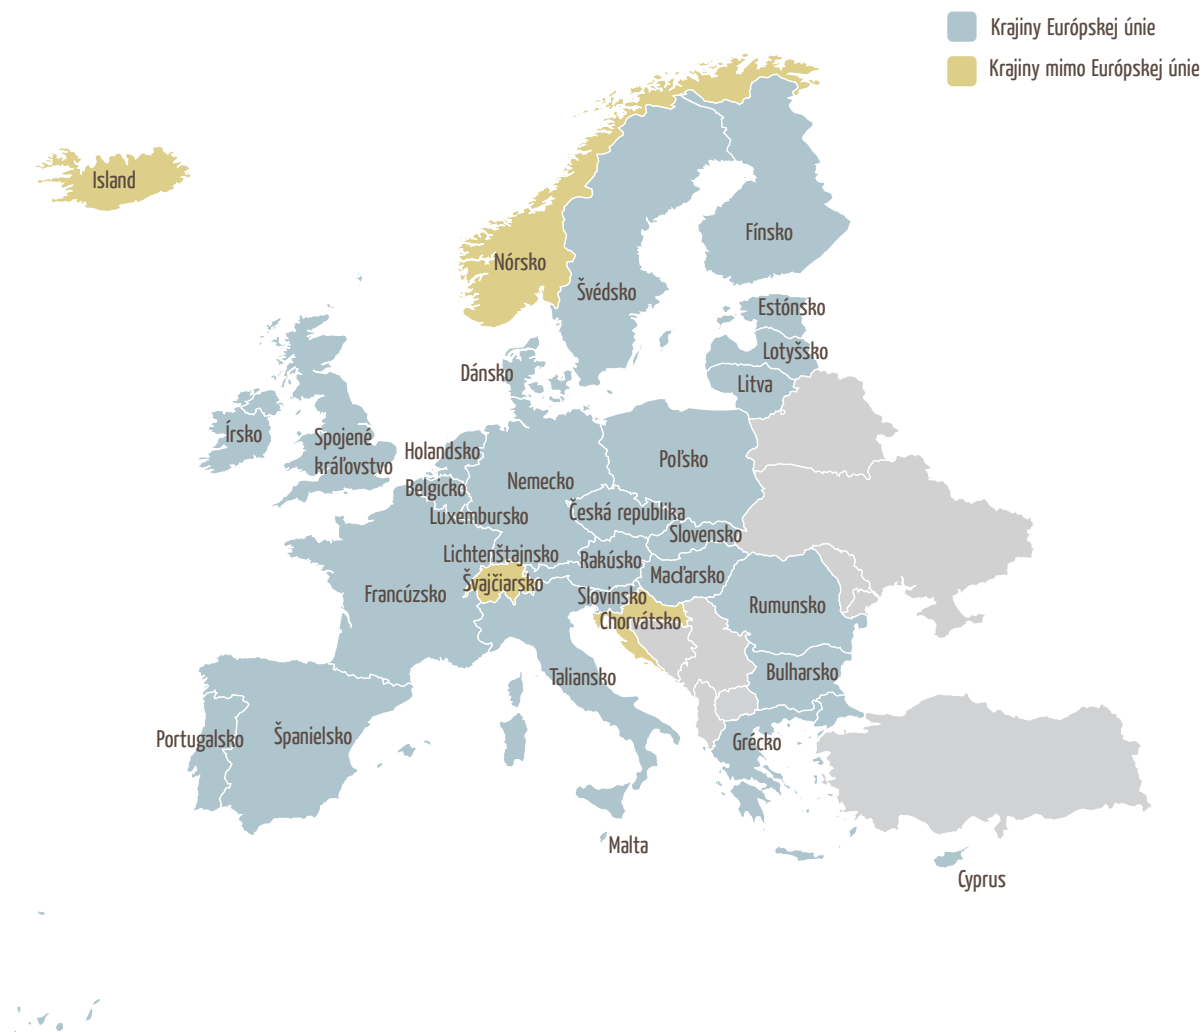 Krajiny Európskej únie
Krajiny mimo Európskej únie
Island
Fínsko
Nórsko
Švédsko
Estónsko
Lotyšsko
Dánsko
Litva
Írsko
Spojené
kráľovstvo
Holandsko
Poľsko
Nemecko
Belgicko
Česká republika
Luxembursko
Slovensko
Lichtenštajnsko
Rakúsko
Maďarsko
Švajčiarsko
Francúzsko
Slovinsko
Rumunsko
Chorvátsko
Bulharsko
Taliansko
Portugalsko
Španielsko
Grécko
Malta
Cyprus